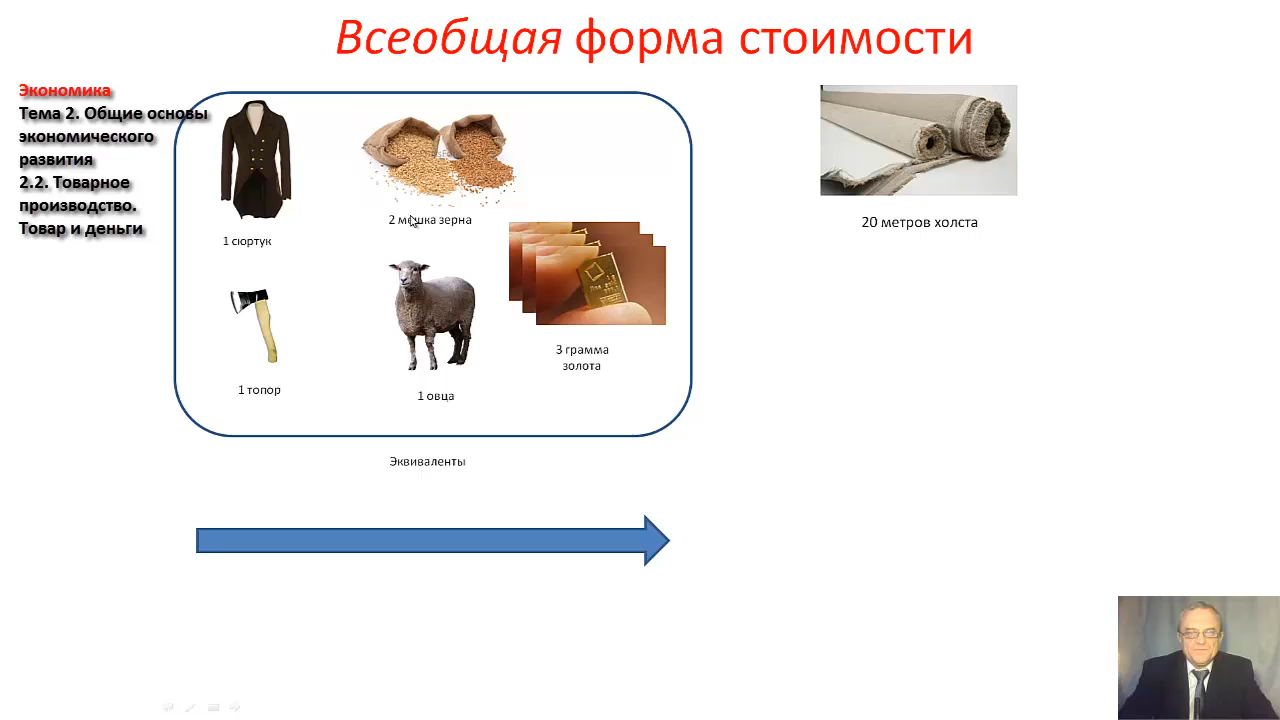 Всеобщая форма стоимости
Экономика
Тема 2. Общие основы
экономического
развития
2.2. Товарное
производство.
Товар и деньги
1 сюртук
2 мешка зерна
20 метров холста
1 топор
1 овца
3 грамма
золота
Эквиваленты